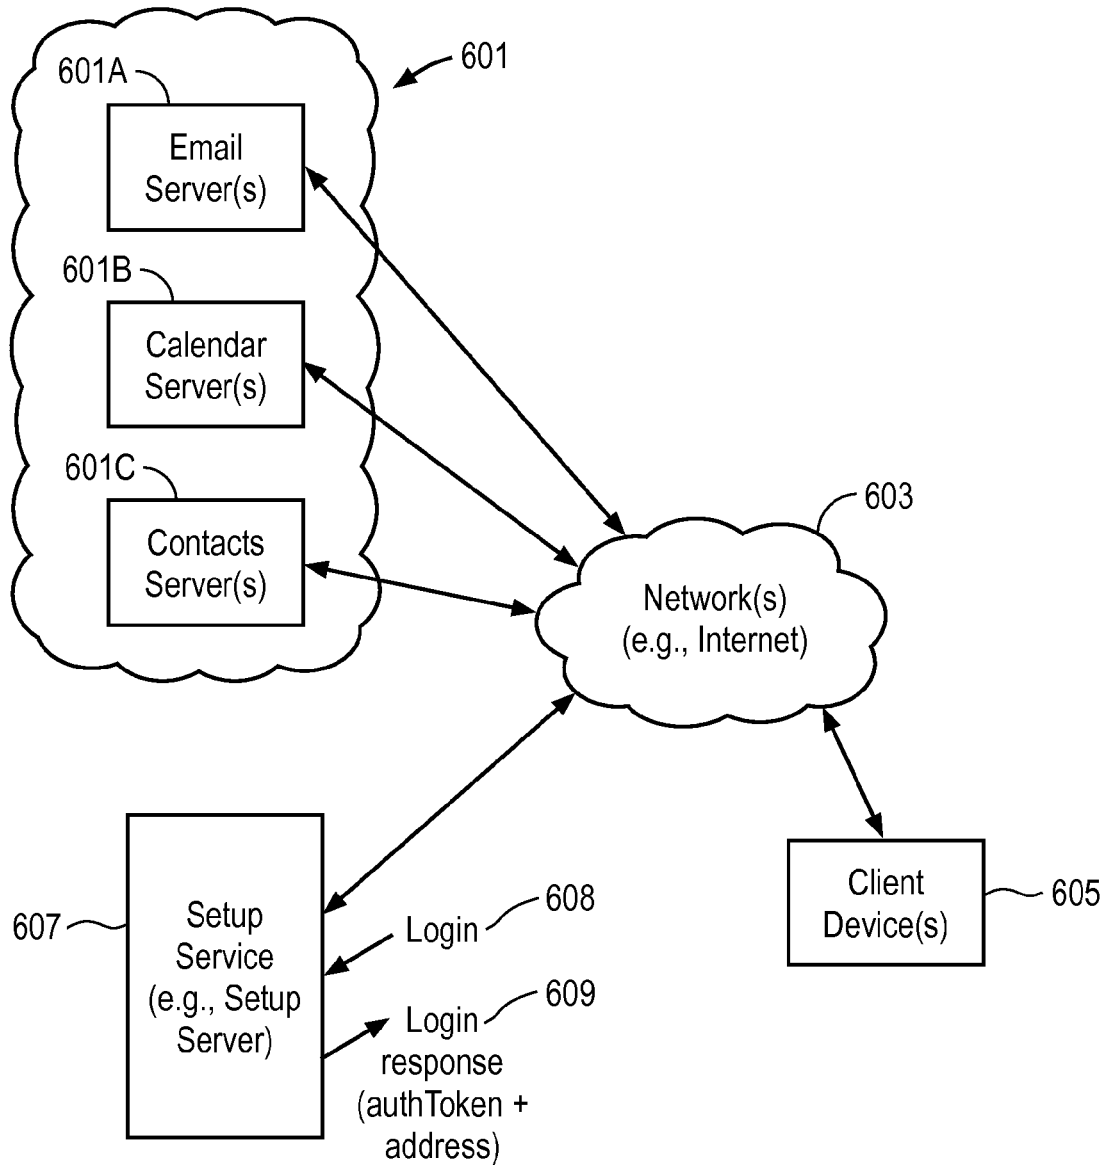 601
601A
Email
Server(s)
601B
Calendar
Server(s)
601C
Contacts
Server(s)
603
Network(s)
(e.g., Internet)
607
Setup
Service
(e.g., Setup
Server)
608
Login
609
Login
response
(authToken +
address)
Client
Device(s)
605